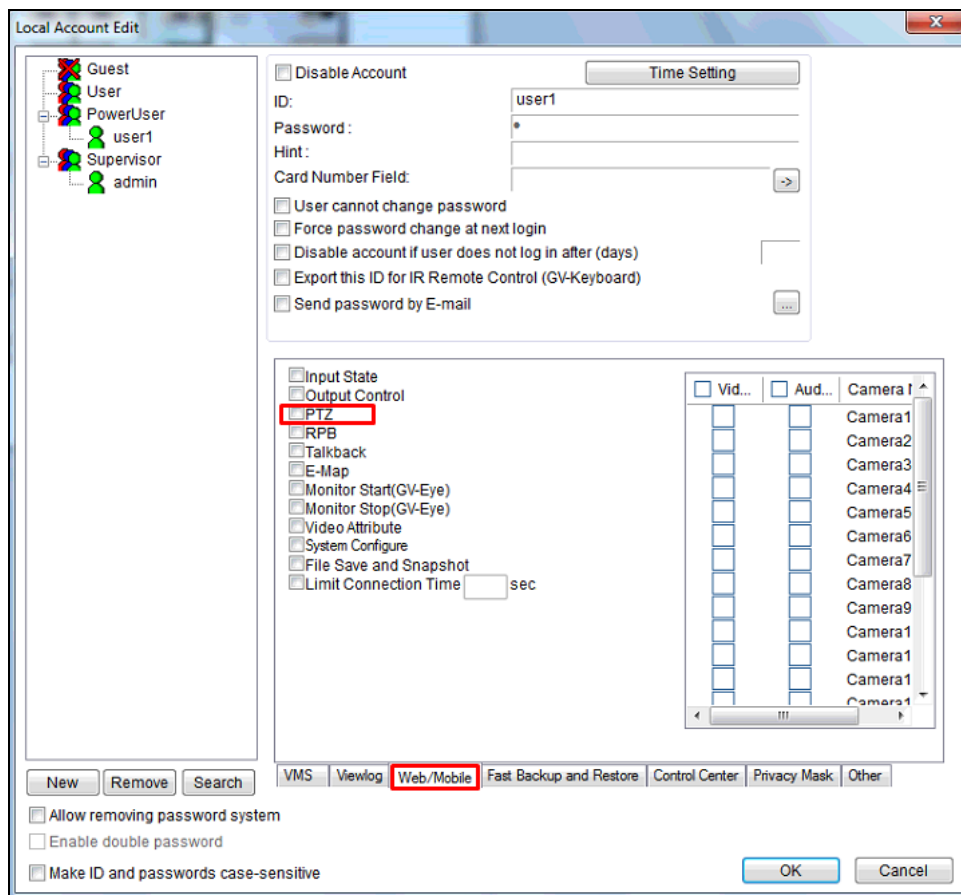 Local Account Edit
Guest
User
PowerUser
user1
Supervisor
admin
Disable Account
Time Setting
ID:
user1
Password :
*
Hint :
Card Number Field:
->
User cannot change password
Force password change at next login
Disable account if user does not log in after (days)
Export this ID for IR Remote Control (GV-Keyboard)
Send password by E-mail
...
Input State
Output Control
PTZ
RPB
Talkback
E-Map
Monitor Start(GV-Eye)
Monitor Stop(GV-Eye)
Video Attribute
System Configure
File Save and Snapshot
Limit Connection Time sec
Vid... Aud... Camera
Camera1
Camera2
Camera3
Camera4
Camera5
Camera6
Camera7
Camera8
Camera9
Camera1
Camera1
Camera1
Camera1
New Remove Search
VMS Viewlog Web/Mobile Fast Backup and Restore Control Center Privacy Mask Other
Allow removing password system
Enable double password
Make ID and passwords case-sensitive
OK Cancel